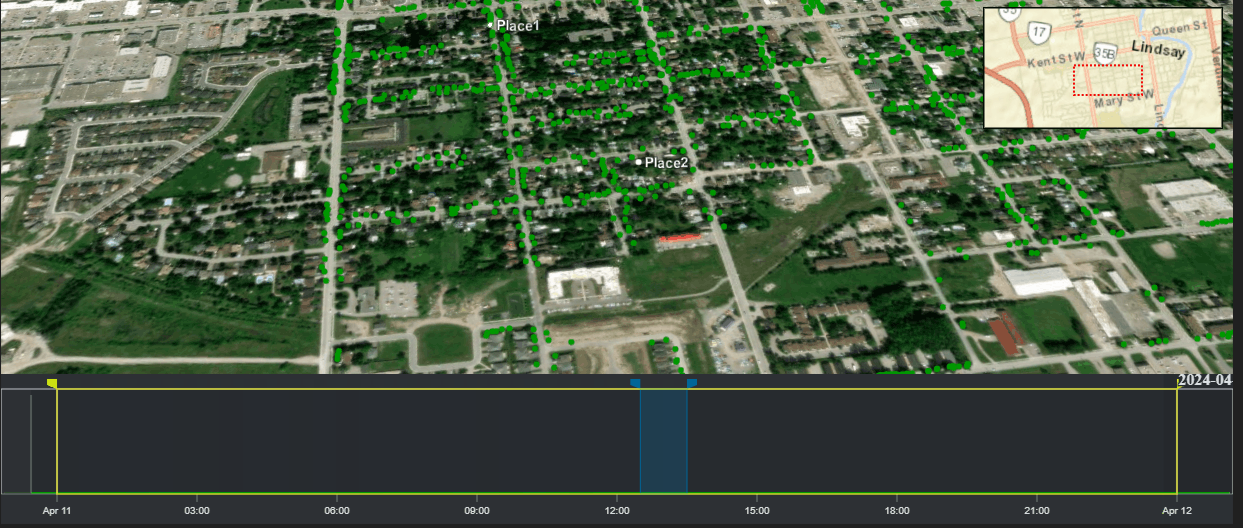 Place1
Place2
17
Queen St
35B
Lindsay
Kent St W
Mary St W
2024-04
Apr 11
03:00
06:00
09:00
12:00
15:00
18:00
21:00
Apr 12